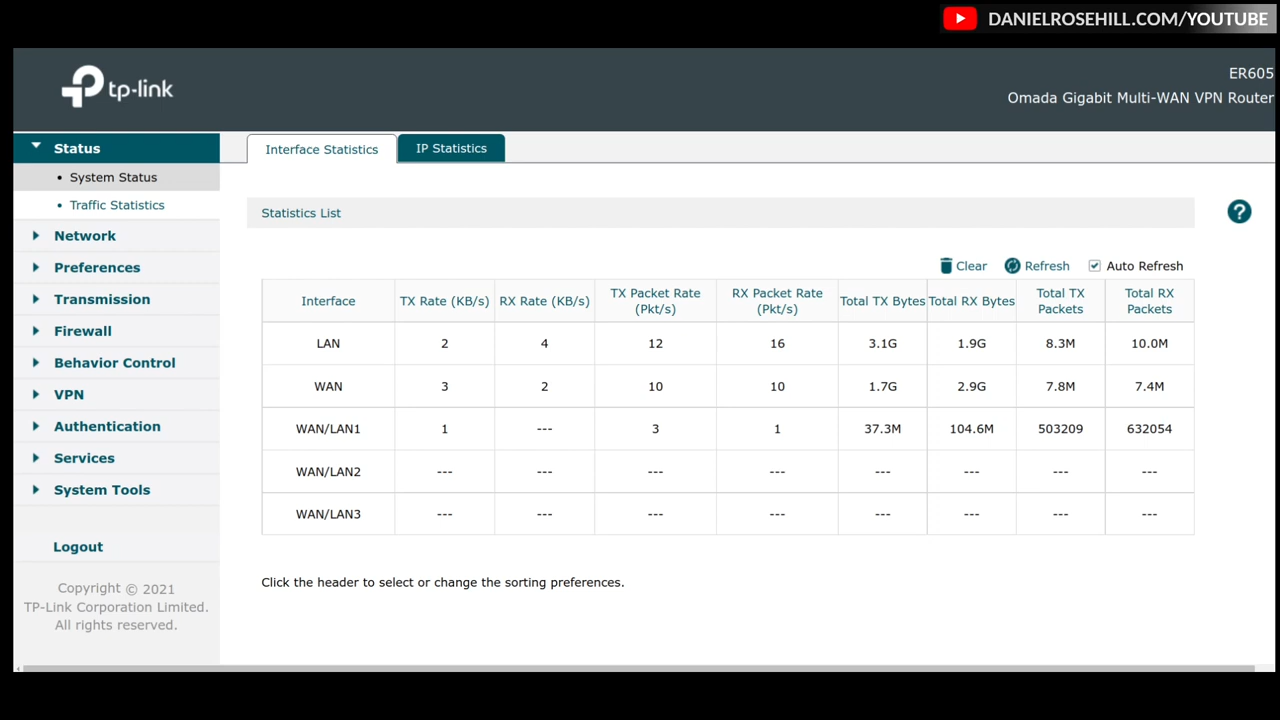 DANIELROSEHILL.COM/YOUTUBE
tp-link
ER605
Omada Gigabit Multi-WAN VPN Router
Status
System Status
Traffic Statistics
Network
Preferences
Transmission
Firewall
Behavior Control
VPN
Authentication
Services
System Tools
Logout
Copyright © 2021
TP-Link Corporation Limited.
All rights reserved.
Interface Statistics IP Statistics
Statistics List
?
Clear Refresh Auto Refresh
Interface TX Rate (KB/s) RX Rate (KB/s) TX Packet Rate (Pkt/s) RX Packet Rate (Pkt/s) Total TX Bytes Total RX Bytes Total TX Packets Total RX Packets
LAN 2 4 12 16 3.1G 1.9G 8.3M 10.0M
WAN 3 2 10 10 1.7G 2.9G 7.8M 7.4M
WAN/LAN1 1 --- 3 1 37.3M 104.6M 503209 632054
WAN/LAN2 --- --- --- --- --- --- --- ---
WAN/LAN3 --- --- --- --- --- --- --- ---
Click the header to select or change the sorting preferences.